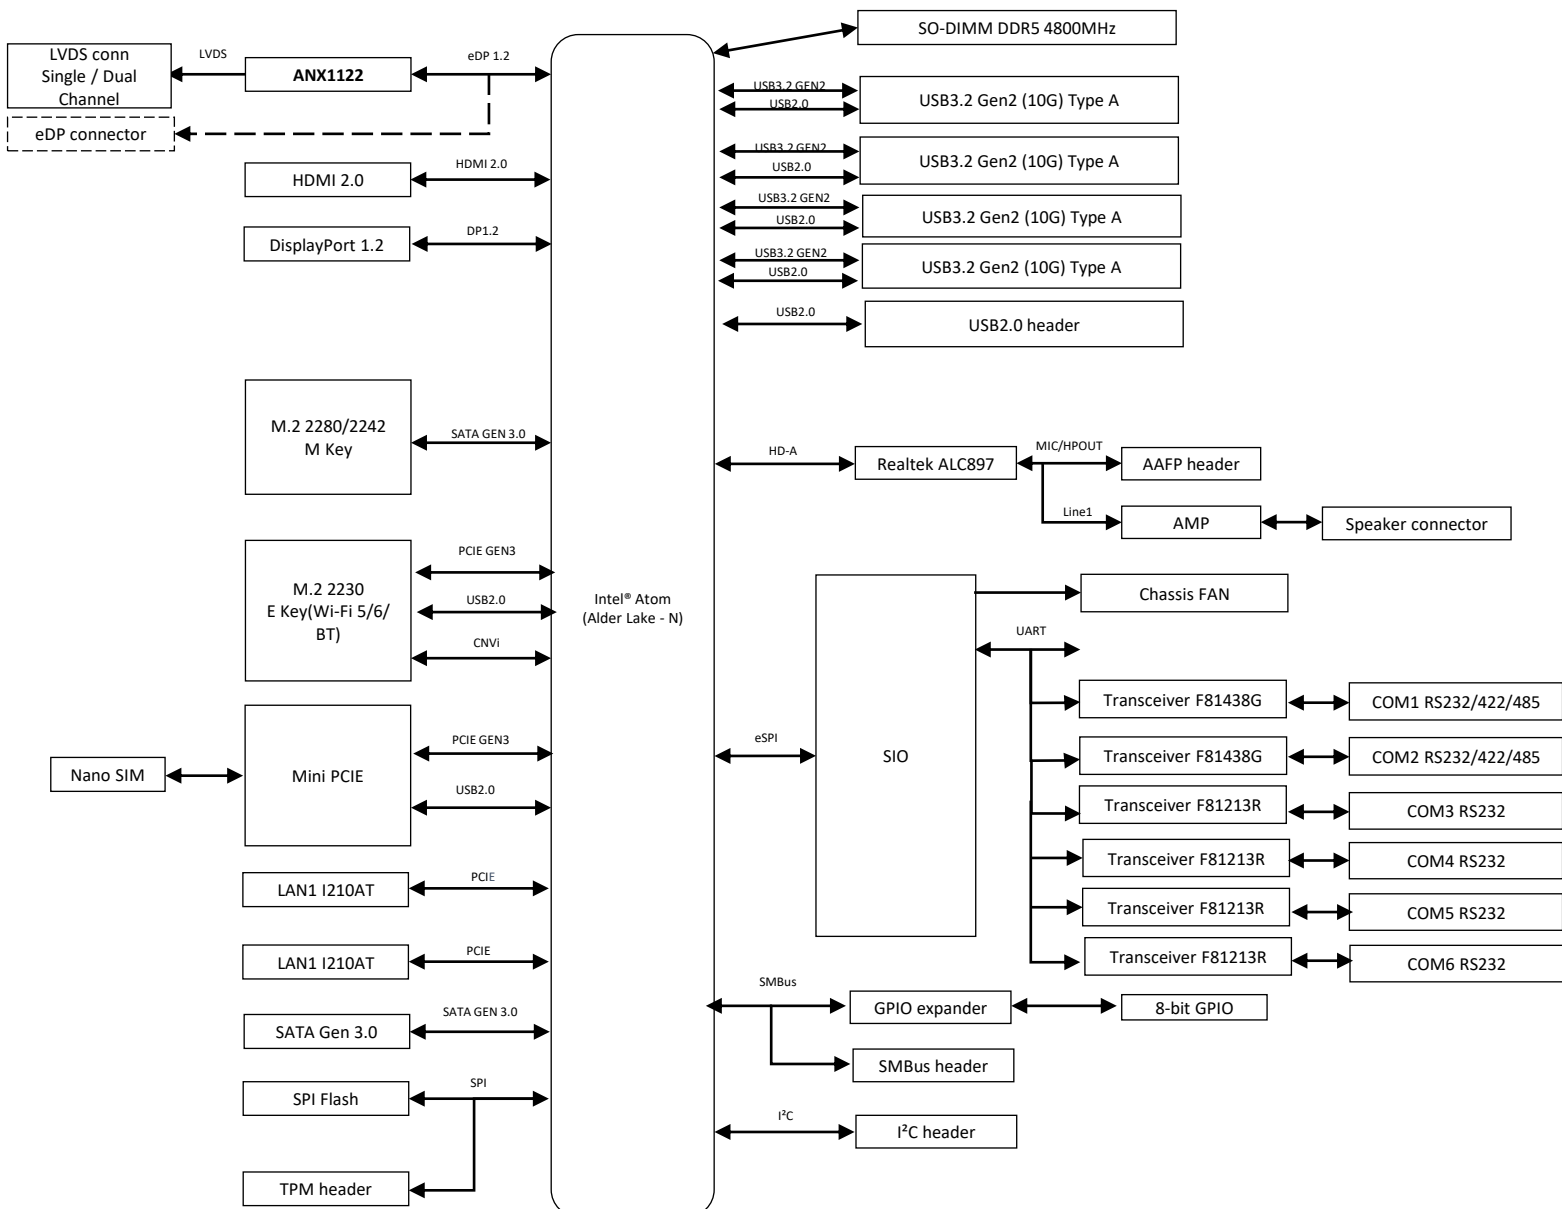 SO-DIMM DDR5 4800MHz
LVDS conn
Single / Dual
Channel
LVDS
ANX1122
eDP 1.2
eDP connector
HDMI 2.0
HDMI 2.0
DisplayPort 1.2
DP1.2
USB3.2 GEN2
USB2.0
USB3.2 Gen2 (10G) Type A
USB3.2 GEN2
USB2.0
USB3.2 Gen2 (10G) Type A
USB3.2 GEN2
USB2.0
USB3.2 Gen2 (10G) Type A
USB3.2 GEN2
USB2.0
USB3.2 Gen2 (10G) Type A
USB2.0
USB2.0 header
M.2 2280/2242
M Key
SATA GEN 3.0
HD-A
Realtek ALC897
MIC/HPOUT
AAFP header
Line1
AMP
Speaker connector
M.2 2230
E Key(Wi-Fi 5/6/
BT)
PCIE GEN3
USB2.0
CNVi
Intel® Atom
(Alder Lake - N)
Chassis FAN
UART
Nano SIM
Mini PCIE
PCIE GEN3
USB2.0
eSPI
SIO
Transceiver F81438G
COM1 RS232/422/485
Transceiver F81438G
COM2 RS232/422/485
Transceiver F81213R
COM3 RS232
Transceiver F81213R
COM4 RS232
Transceiver F81213R
COM5 RS232
Transceiver F81213R
COM6 RS232
LAN1 I210AT
PCIE
LAN1 I210AT
PCIE
SATA Gen 3.0
SATA GEN 3.0
SMBus
GPIO expander
8-bit GPIO
SMBus header
SPI Flash
SPI
TPM header
I²C
I²C header